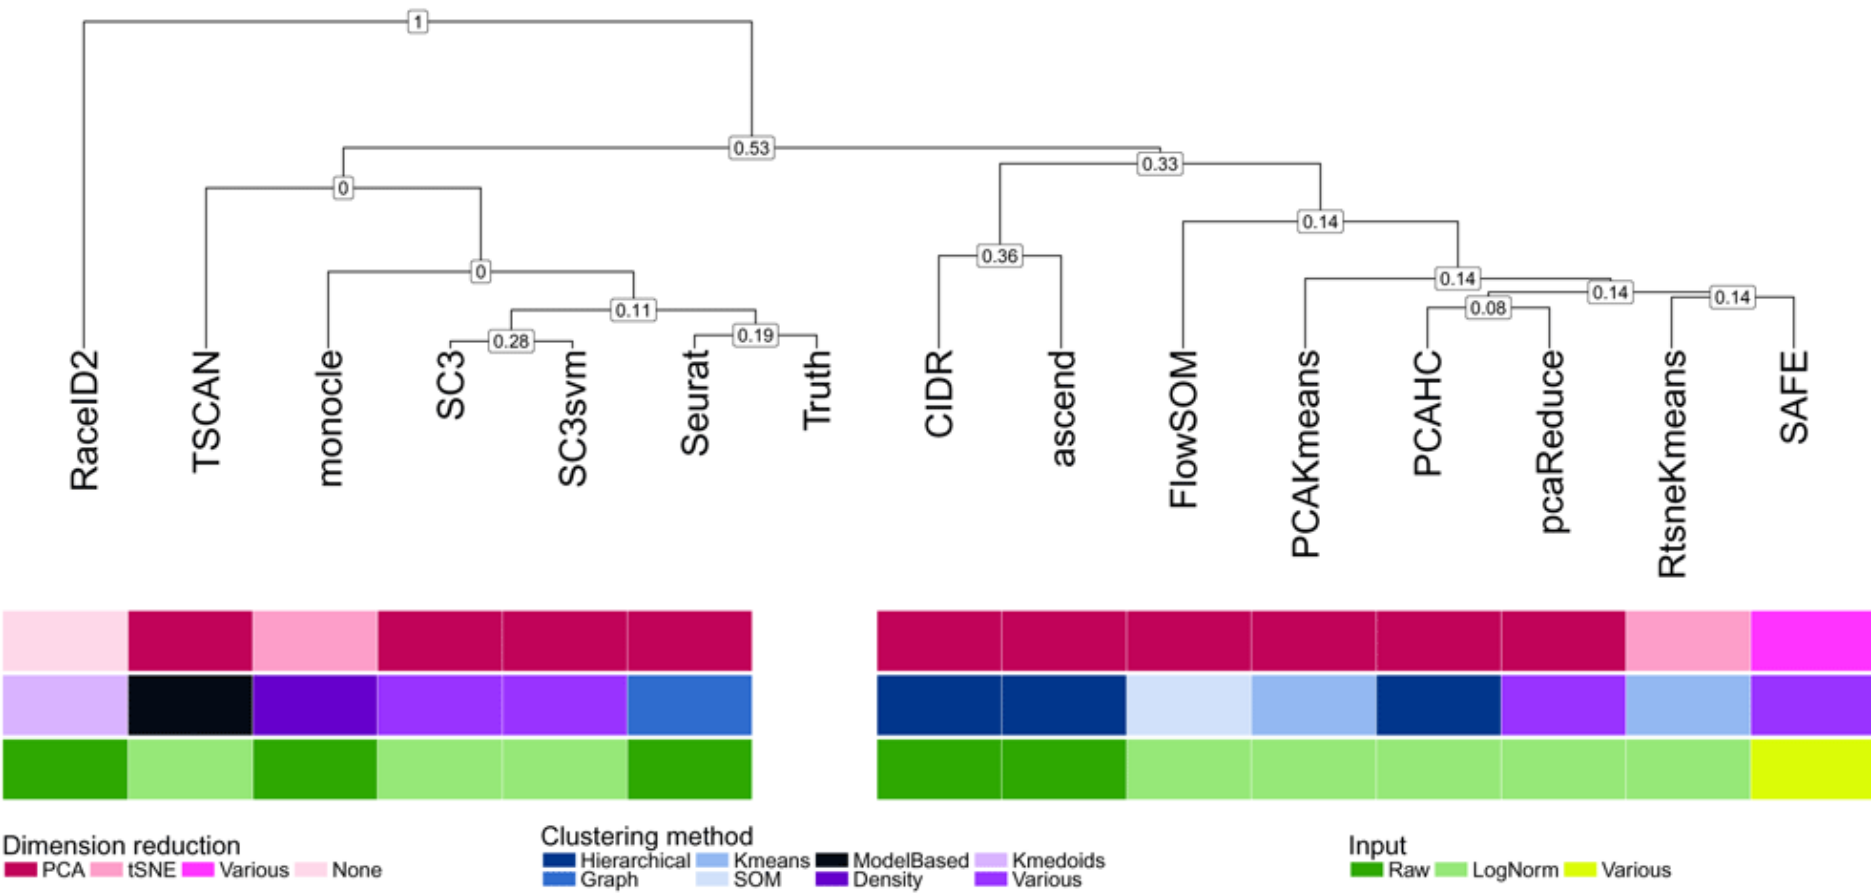 1
0.53
0.33
0
0.14
0.36
0
0.14
0.14
0.14
0.11
0.08
0.19
0.28
RaceID2
TSCAN
monocle
SC3
SC3svm
Seurat
Truth
CIDR
ascend
FlowSOM
PCAKmeans
PCAHC
pcaReduce
RtsneKmeans
SAFE
Dimension reduction
PCA tSNE Various None
Clustering method
Hierarchical Kmeans ModelBased Kmedoids
Graph SOM Density Various
Input
Raw LogNorm Various